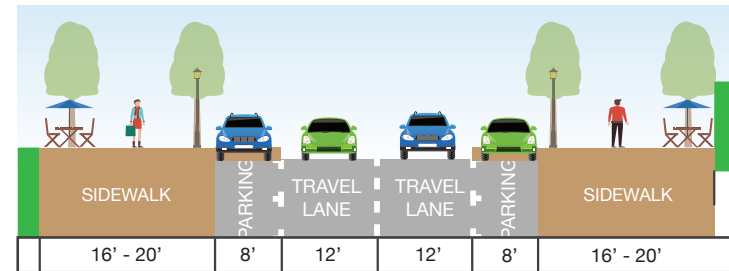 SIDEWALK
PARKING
TRAVEL
LANE
TRAVEL
LANE
PARKING
SIDEWALK
16’ - 20’
8’
12’
12’
8’
16’ - 20’